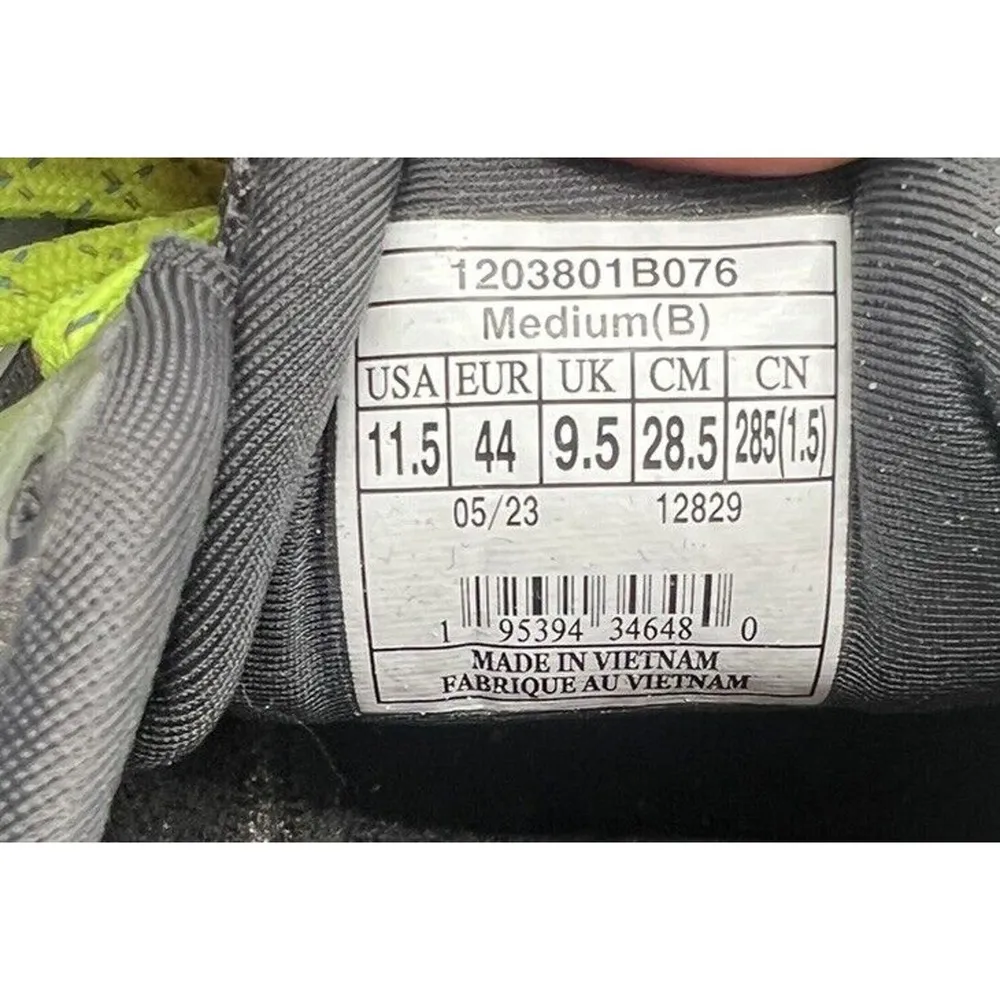 1203801B076
Medium(B)
USA EUR UK CM CN
11.5 44 9.5 28.5 285(1.5)
05/23 12829
1 95394 34648 0
MADE IN VIETNAM
FABRIQUE AU VIETNAM